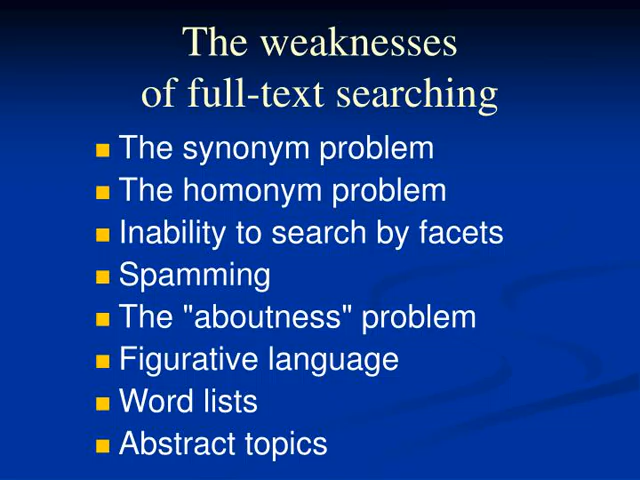 The weaknesses
of full-text searching
The synonym problem
The homonym problem
Inability to search by facets
Spamming
The "aboutness" problem
Figurative language
Word lists
Abstract topics